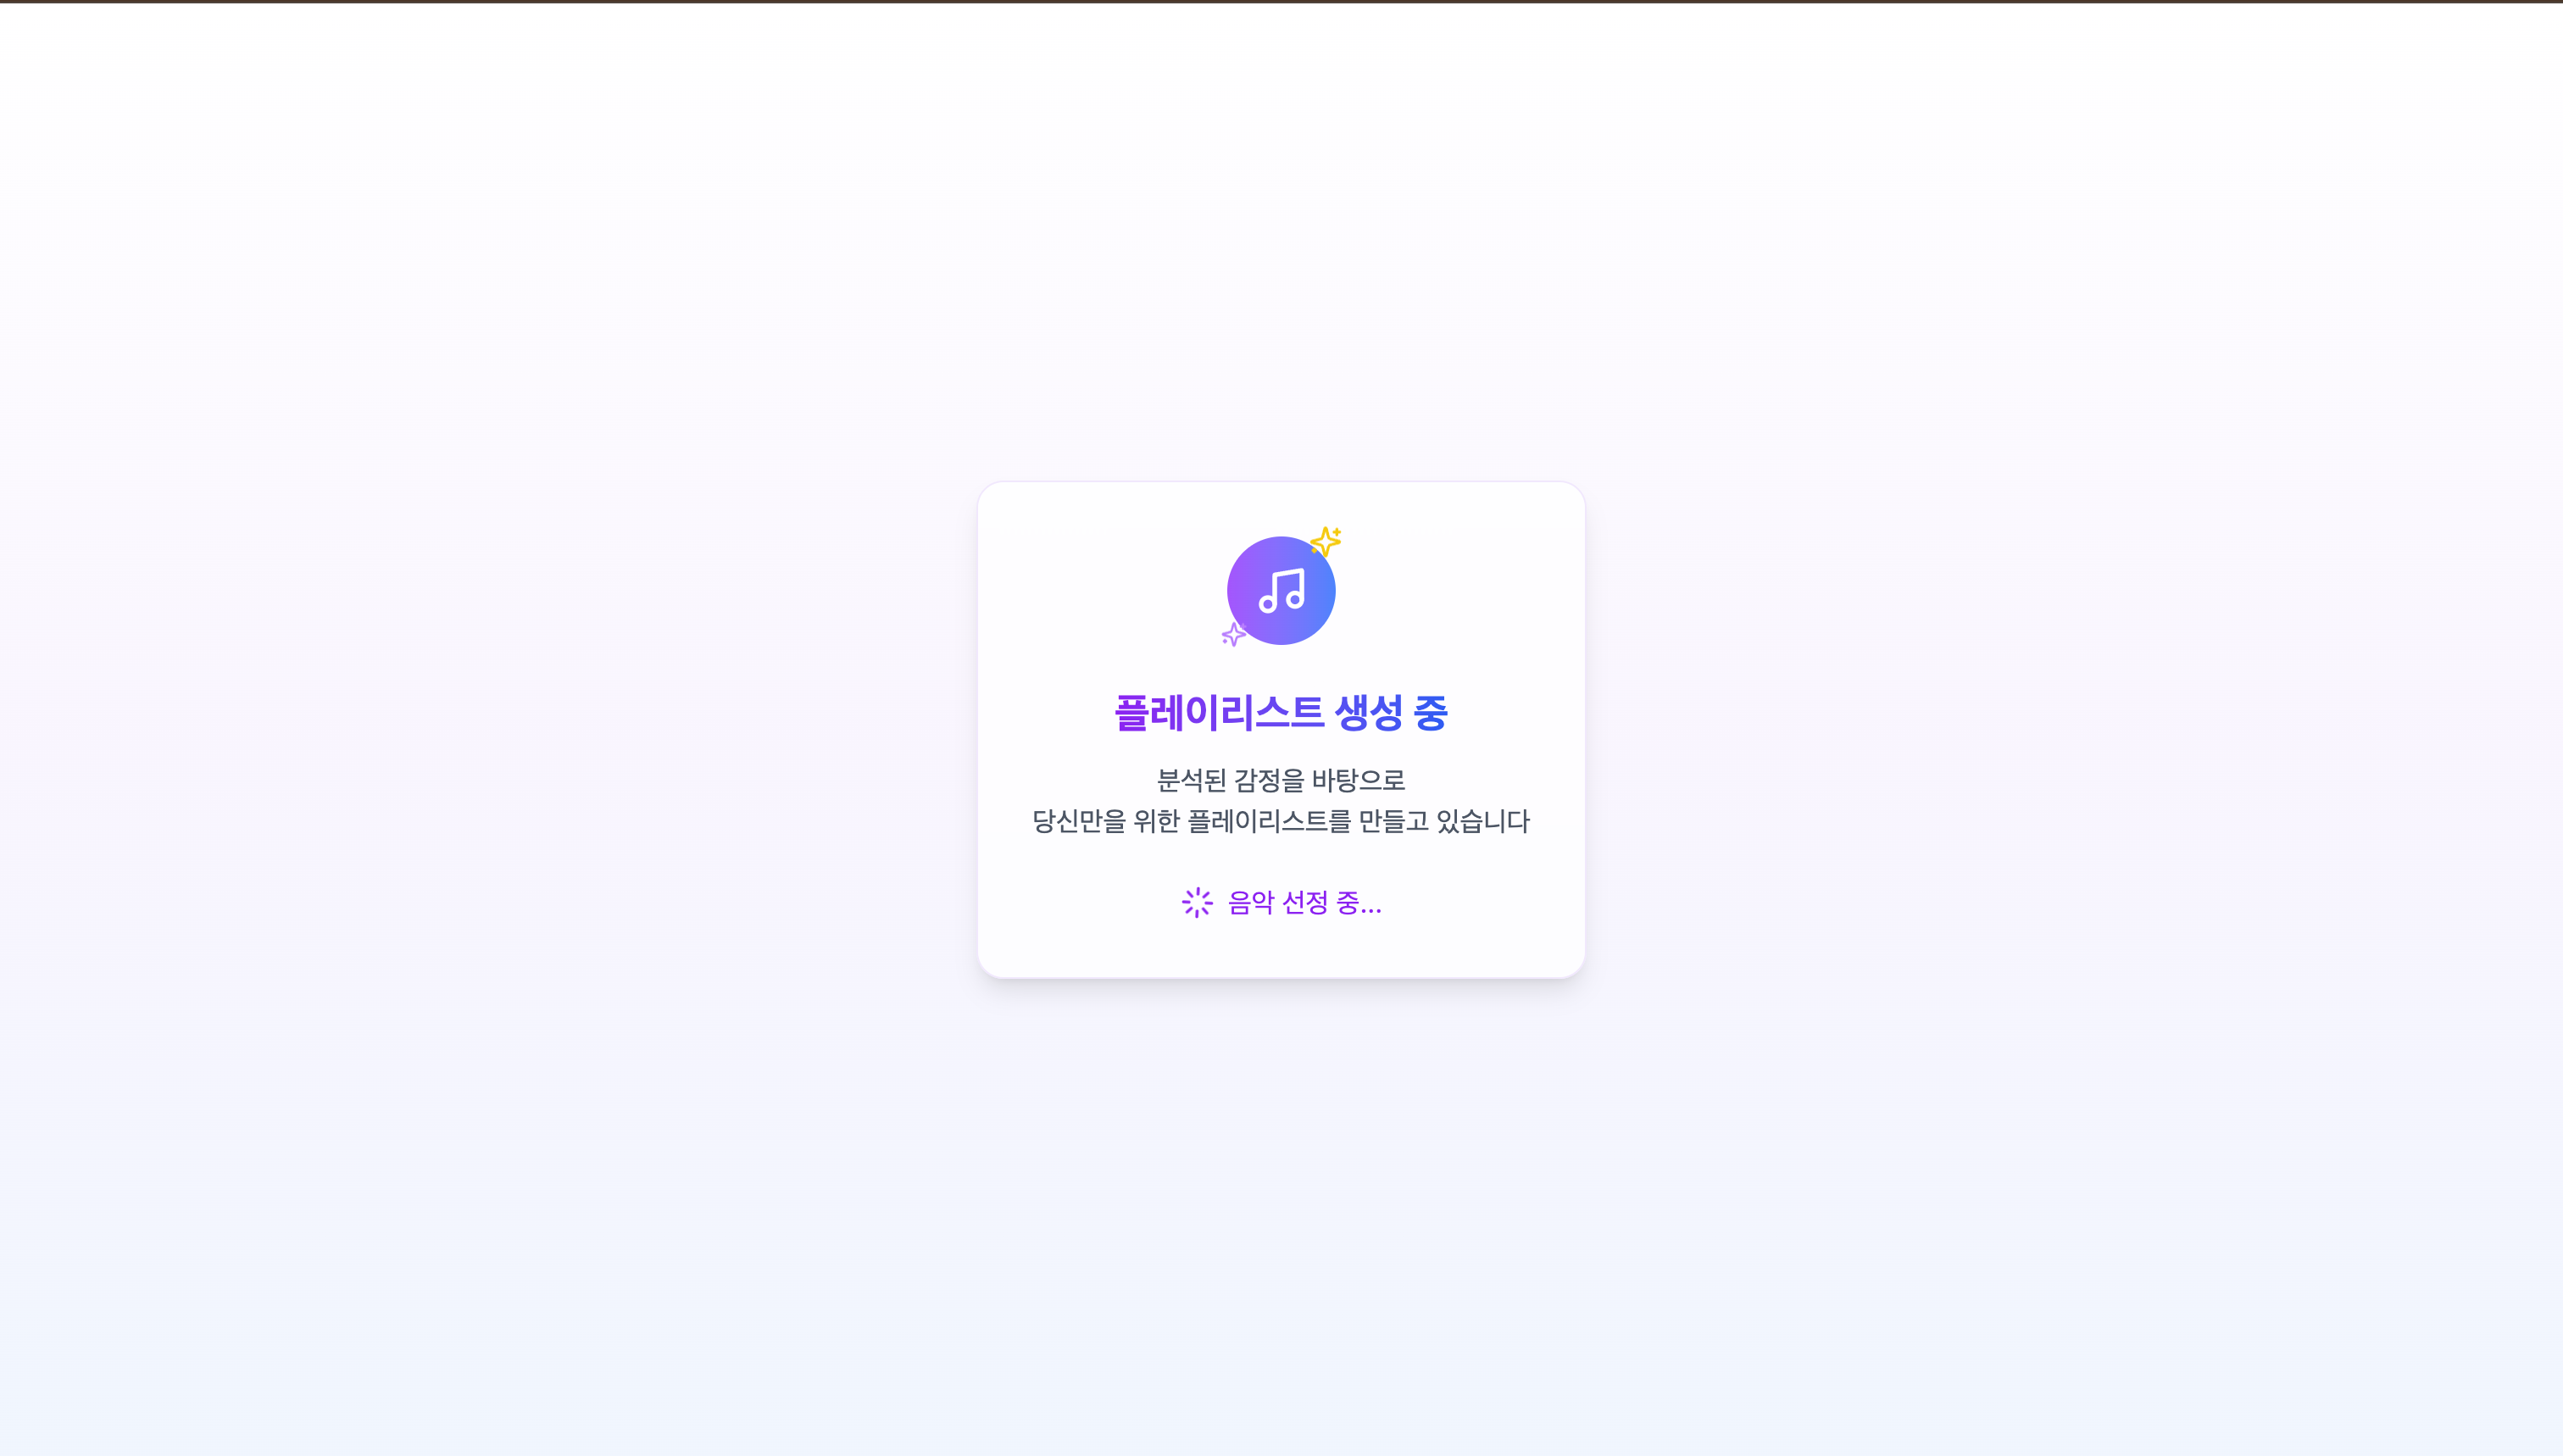 플레이리스트 생성 중
분석된 감정을 바탕으로
당신만을 위한 플레이리스트를 만들고 있습니다
음악 선정 중...